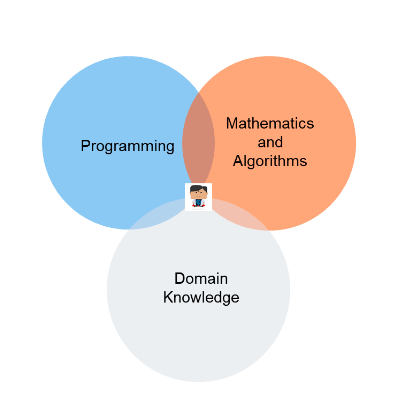 Programming
Mathematics
and
Algorithms
Domain
Knowledge